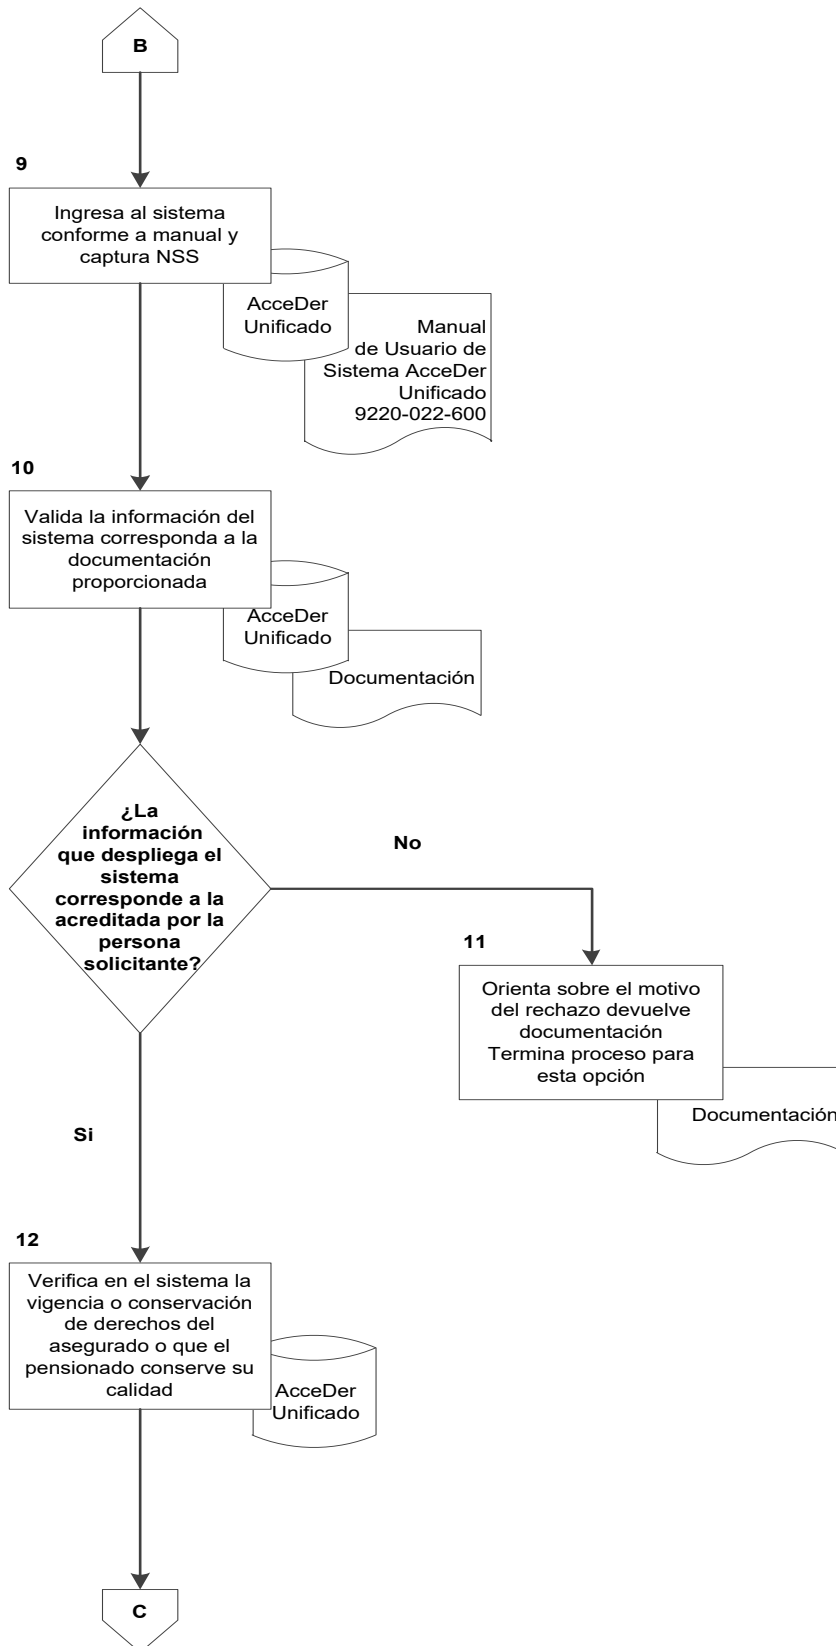 B
9
Ingresa al sistema
conforme a manual y
captura NSS
AcceDer
Unificado
Manual
de Usuario de
Sistema AcceDer
Unificado
9220-022-600
10
Valida la información del
sistema corresponda a la
documentación
proporcionada
AcceDer
Unificado
Documentación
¿La
información
que despliega el
sistema
corresponde a la
acreditada por la
persona
solicitante?
No
11
Orienta sobre el motivo
del rechazo devuelve
documentación
Termina proceso para
esta opción
Documentación
Si
12
Verifica en el sistema la
vigencia o conservación
de derechos del
asegurado o que el
pensionado conserve su
calidad
AcceDer
Unificado
C